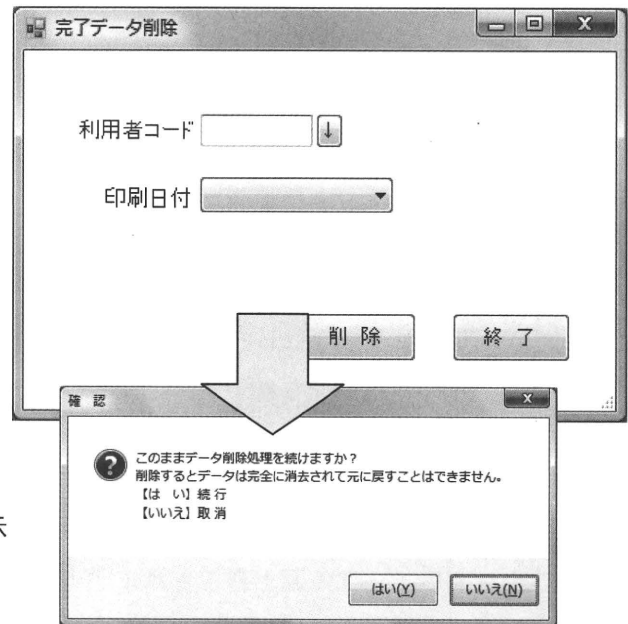 完了データ削除
利用者コード ↓
印刷日付
削 除 終 了
確 認
このままデータ削除処理を続けますか?
削除するとデータは完全に消去されて元に戻すことはできません。
【は い】続 行
【いいえ】取 消
はい(Y) いいえ(N)